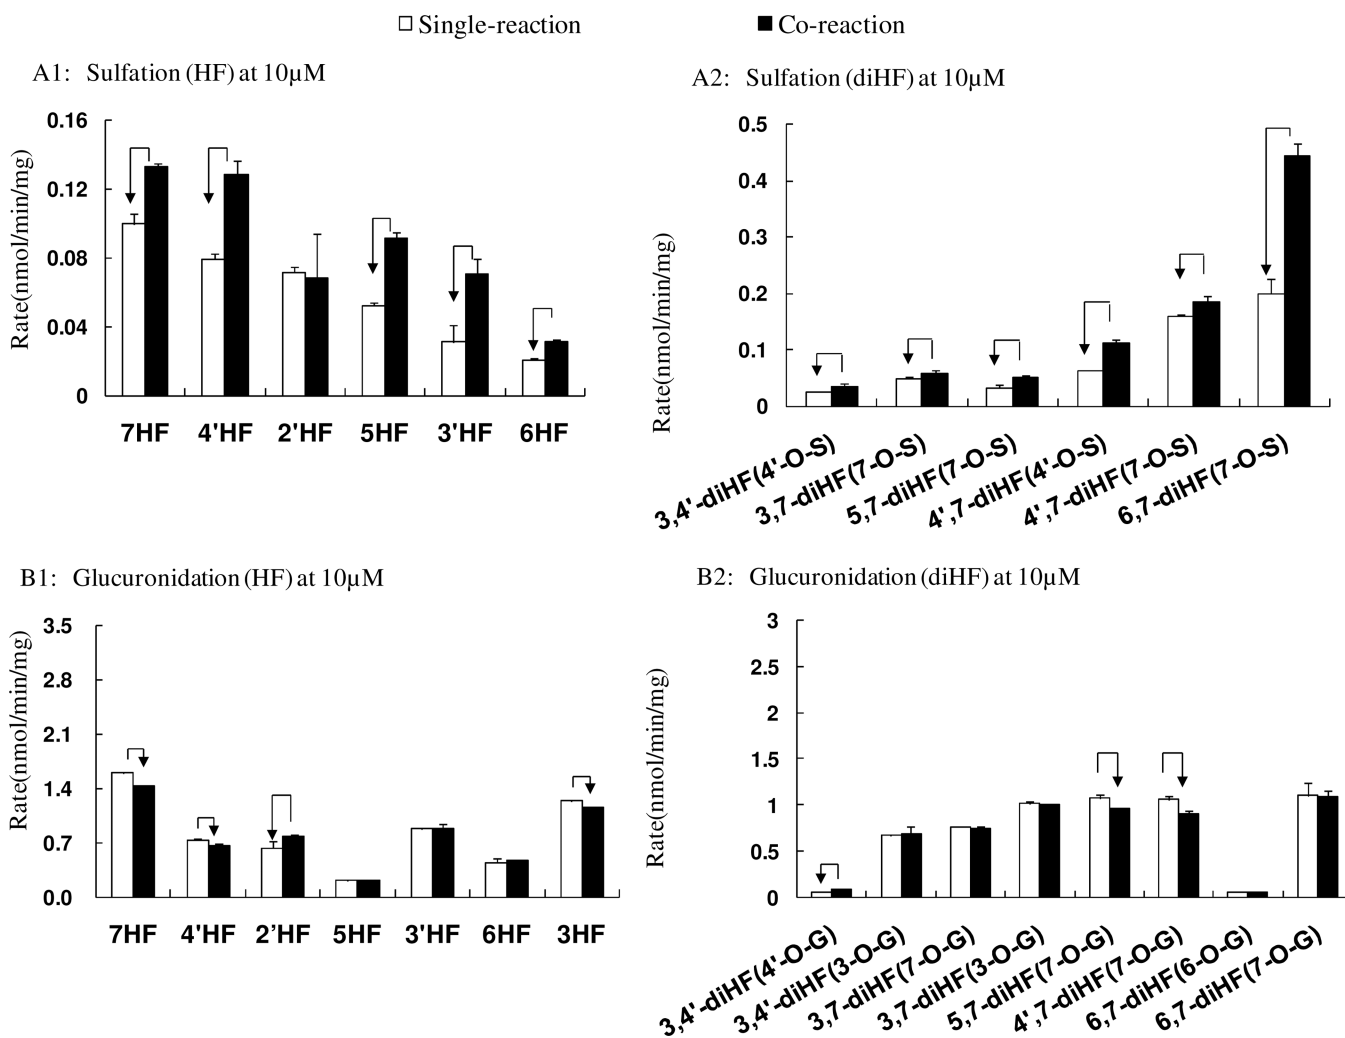 Single-reaction
Co-reaction
A1: Sulfation (HF) at 10µM
A2: Sulfation (diHF) at 10µM
Rate(nmol/min/mg)
0.16
0.12
0.08
0.04
0
7HF 4'HF 2'HF 5HF 3'HF 6HF
Rate(nmol/min/mg)
0.5
0.4
0.3
0.2
0.1
0
3,4'-diHF(4'-O-S)
3,7-diHF(7-O-S)
5,7-diHF(7-O-S)
4',7-diHF(4'-O-S)
4',7-diHF(7-O-S)
6,7-diHF(7-O-S)
B1: Glucuronidation (HF) at 10µM
B2: Glucuronidation (diHF) at 10µM
Rate(nmol/min/mg)
3.5
2.8
2.1
1.4
0.7
0.0
7HF 4'HF 2’HF 5HF 3'HF 6HF 3HF
Rate(nmol/min/mg)
3
2.5
2
1.5
1
0.5
0
3,4'-diHF(4'-O-G)
3,4'-diHF(3-O-G)
3,7-diHF(7-O-G)
3,7-diHF(3-O-G)
5,7-diHF(7-O-G)
4',7-diHF(7-O-G)
6,7-diHF(6-O-G)
6,7-diHF(7-O-G)